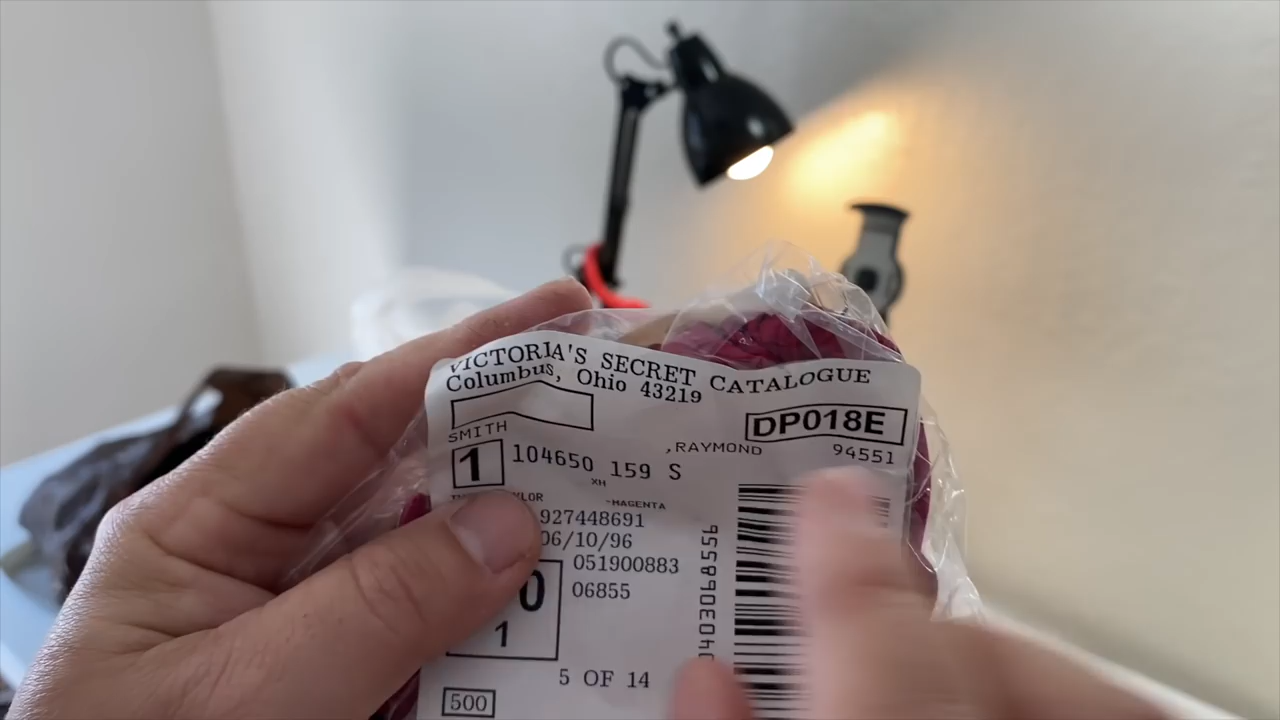 VICTORIA'S SECRET CATALOGUE
Columbus, Ohio 43219
DP018E
SMITH ,RAYMOND 94551
1 104650 159 S
XH
-MAGENTA
927448691
06/10/96
051900883
0 06855
1
5 OF 14
500